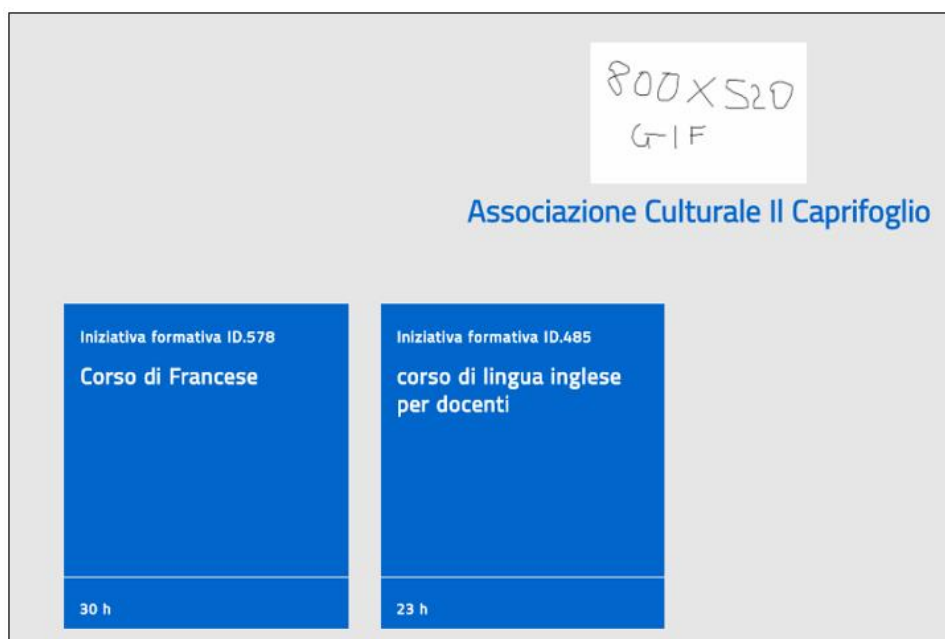 800X520
GIF
Associazione Culturale Il Caprifoglio
Iniziativa formativa ID.578
Corso di Francese
30 h
Iniziativa formativa ID.485
corso di lingua inglese
per docenti
23 h